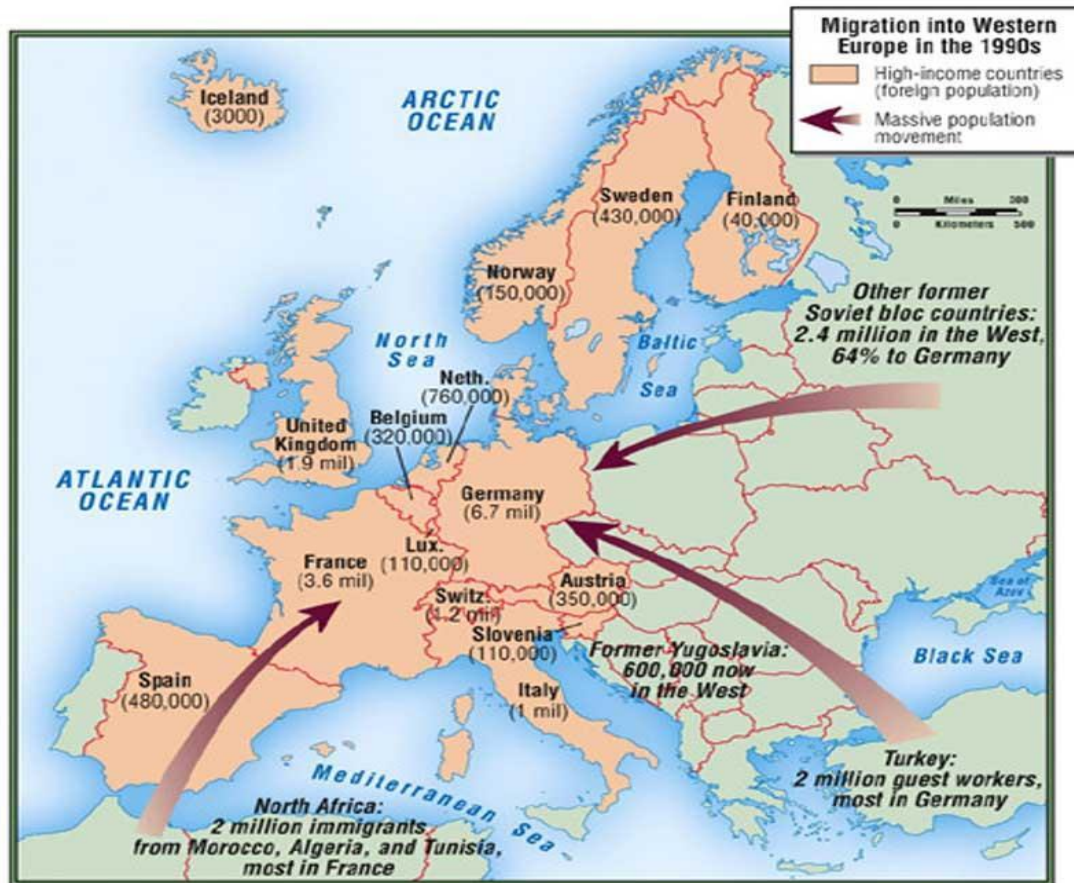 Migration into Western
Europe in the 1990s
High-income countries
(foreign population)
Massive population
movement
Iceland
(3000)
ARCTIC
OCEAN
Sweden
(430,000)
Finland
(40,000)
Miles
300
Kilometers
500
Norway
(150,000)
Other former
Soviet bloc countries:
2.4 million in the West,
64% to Germany
North
Sea
Baltic
Sea
Neth.
(760,000)
Belgium
(320,000)
United
Kingdom
(1.9 mil)
ATLANTIC
OCEAN
Germany
(6.7 mil)
Lux.
(110,000)
France
(3.6 mil)
Austria
(350,000)
Switz.
(1.2 mil)
Slovenia
(110,000)
Sea of
Azov
Former Yugoslavia:
600,000 now
in the West
Black Sea
Spain
(480,000)
Italy
(1 mil)
Mediterranean Sea
Turkey:
2 million guest workers,
most in Germany
North Africa:
2 million immigrants
from Morocco, Algeria, and Tunisia,
most in France